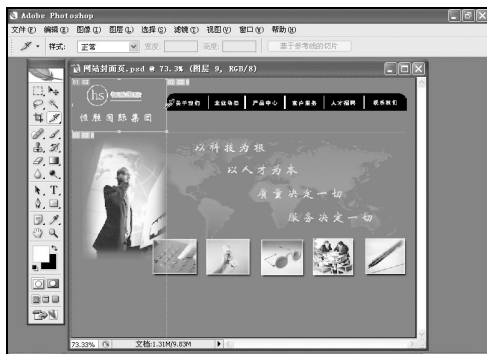 Adobe Photoshop
文件(F) 编辑(E) 图像(I) 图层(L) 选择(S) 滤镜(T) 视图(V) 窗口(W) 帮助(H)
样式: 正常 宽度: 高度: 基于参考线的切片
网站封面页.psd @ 73.3% (图层 9, RGB/8)
hs
关于我们 产品中心 客户服务 人才招聘 联系我们
恒胜国际集团
以科技为根
以人才为本
质量决定一切
服务决定一切
73.33% 文档:1.31M/9.83M